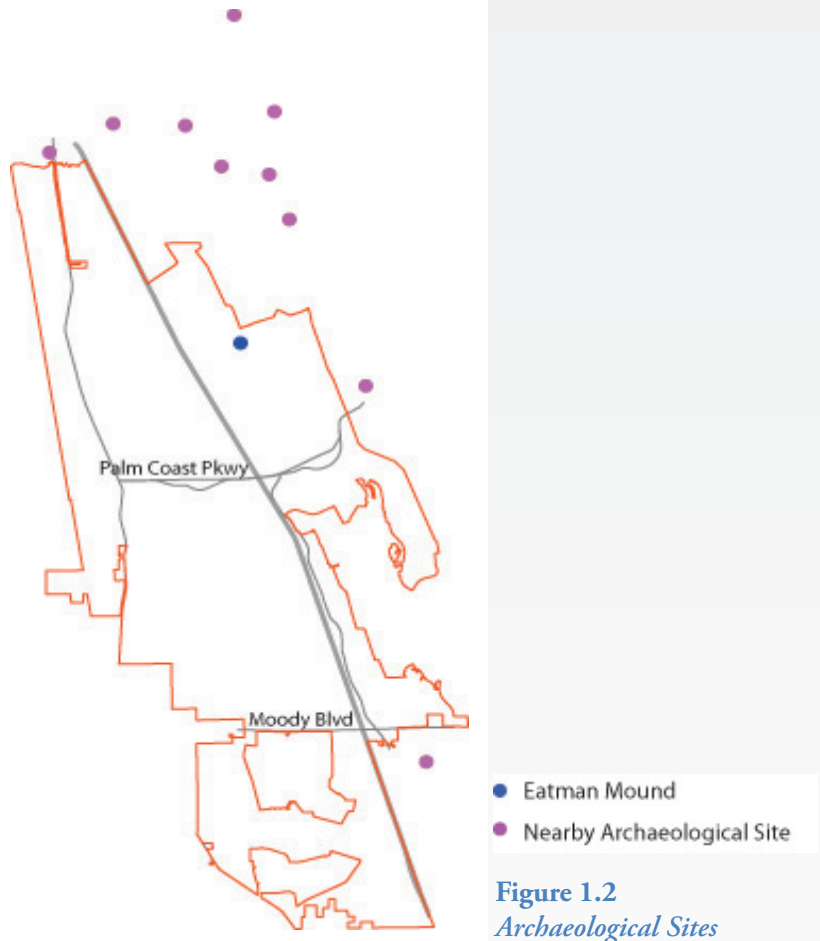 Palm Coast Pkwy
Moody Blvd
Eatman Mound
Nearby Archaeological Site
Figure 1.2
Archaeological Sites